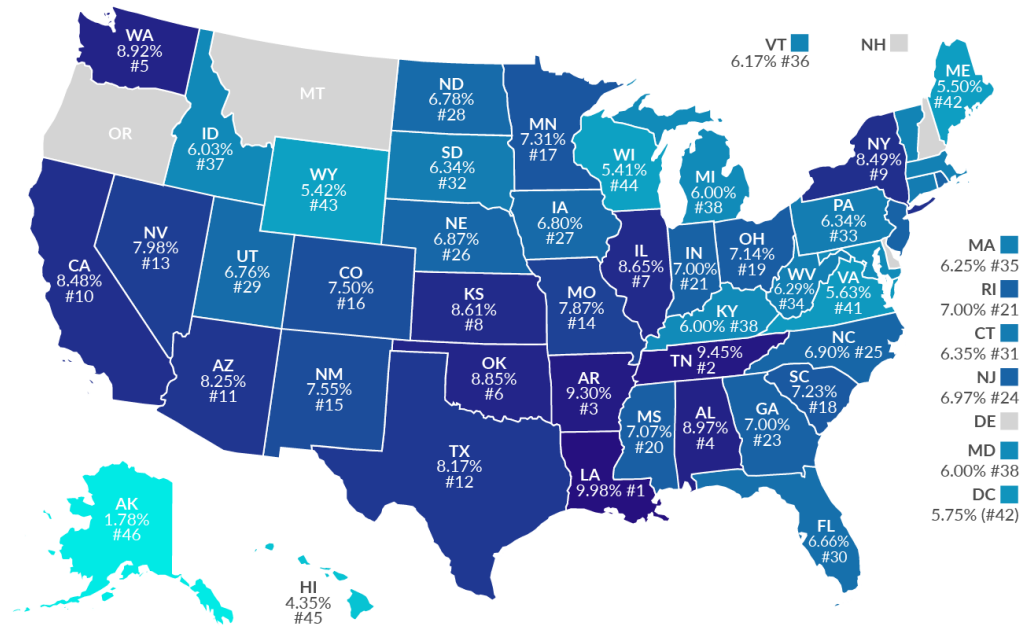 WA
8.92%
#5
VT
6.17% #36
NH
ME
5.50%
#42
MT
ND
6.78%
#28
MN
7.31%
#17
OR
ID
6.03%
#37
NY
8.49%
#9
WI
5.41%
#44
SD
6.34%
#32
MI
6.00%
#38
WY
5.42%
#43
PA
6.34%
#33
IA
6.80%
#27
NE
6.87%
#26
NV
7.98%
#13
OH
7.14%
#19
IN
7.00%
#21
IL
8.65%
#7
MA
6.25% #35
UT
6.76%
#29
CA
8.48%
#10
CO
7.50%
#16
WV
6.29%
#34
VA
5.63%
#41
RI
7.00% #21
KS
8.61%
#8
MO
7.87%
#14
KY
6.00% #38
CT
6.35% #31
NC
6.90% #25
TN
9.45%
#2
OK
8.85%
#6
AZ
8.25%
#11
NM
7.55%
#15
AR
9.30%
#3
SC
7.23%
#18
NJ
6.97% #24
MS
7.07%
#20
AL
8.97%
#4
GA
7.00%
#23
DE
TX
8.17%
#12
MD
6.00% #38
LA
9.98% #1
DC
5.75% (#42)
AK
1.78%
#46
FL
6.66%
#30
HI
4.35%
#45